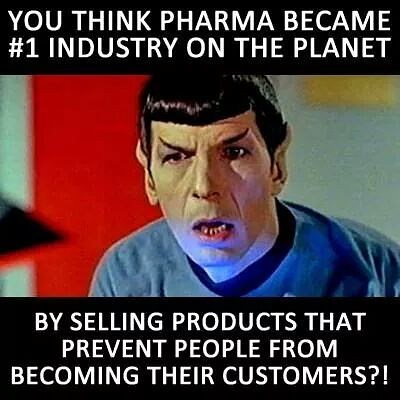 YOU THINK PHARMA BECAME
#1 INDUSTRY ON THE PLANET
BY SELLING PRODUCTS THAT
PREVENT PEOPLE FROM
BECOMING THEIR CUSTOMERS?!